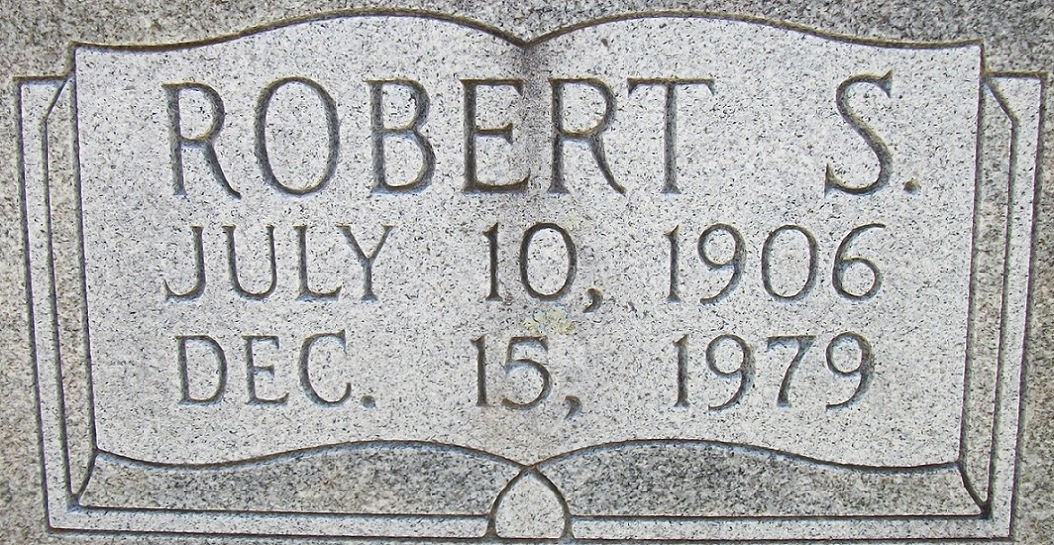 ROBERT S.
JULY 10, 1906
DEC. 15, 1979